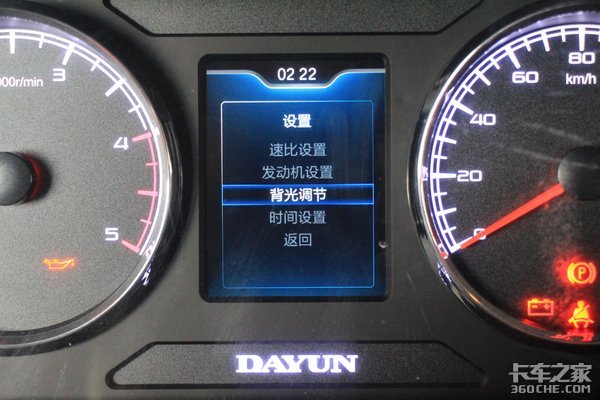 02 22
设置
速比设置
发动机设置
背光调节
时间设置
返回
000r/min
3
4
5
0
20
40
60
80
km/h
P
DAYUN
卡车之家
360che.com